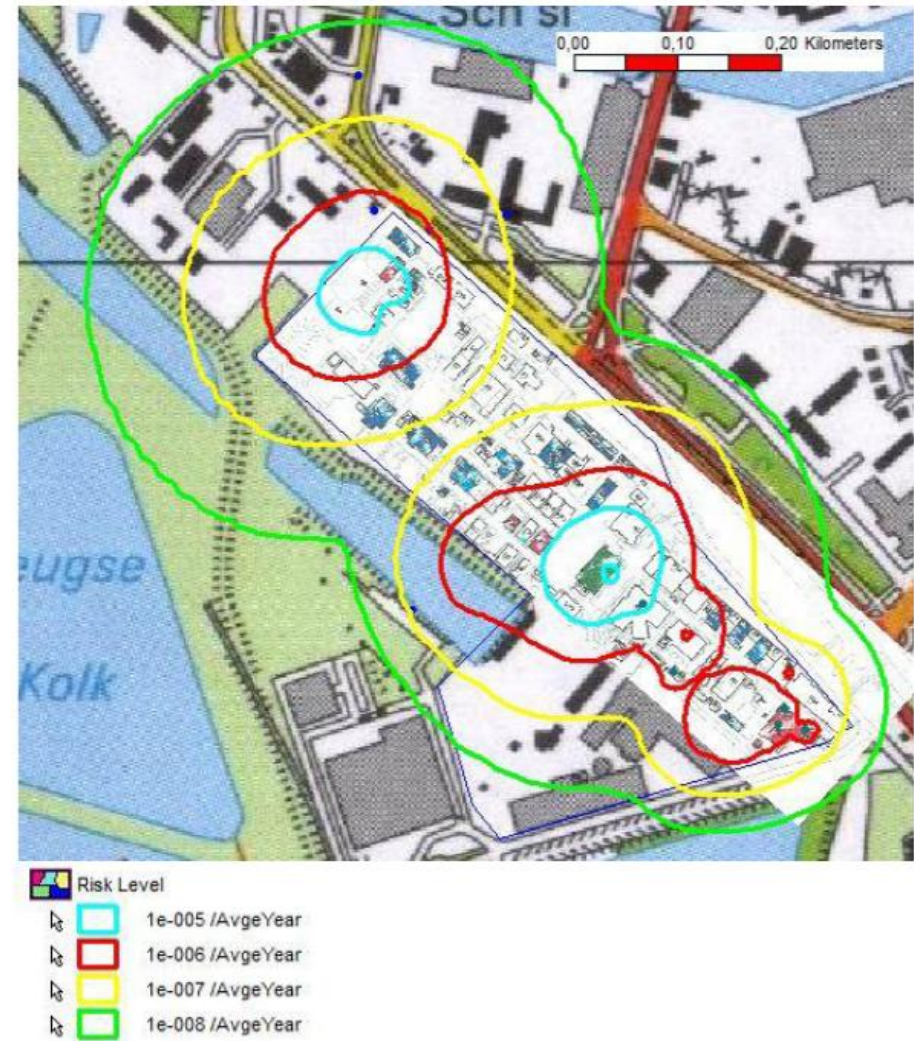 0,00 0,10 0,20 Kilometers
eugse
Kolk
Risk Level
1e-005 /AvgeYear
1e-006 /AvgeYear
1e-007 /AvgeYear
1e-008 /AvgeYear